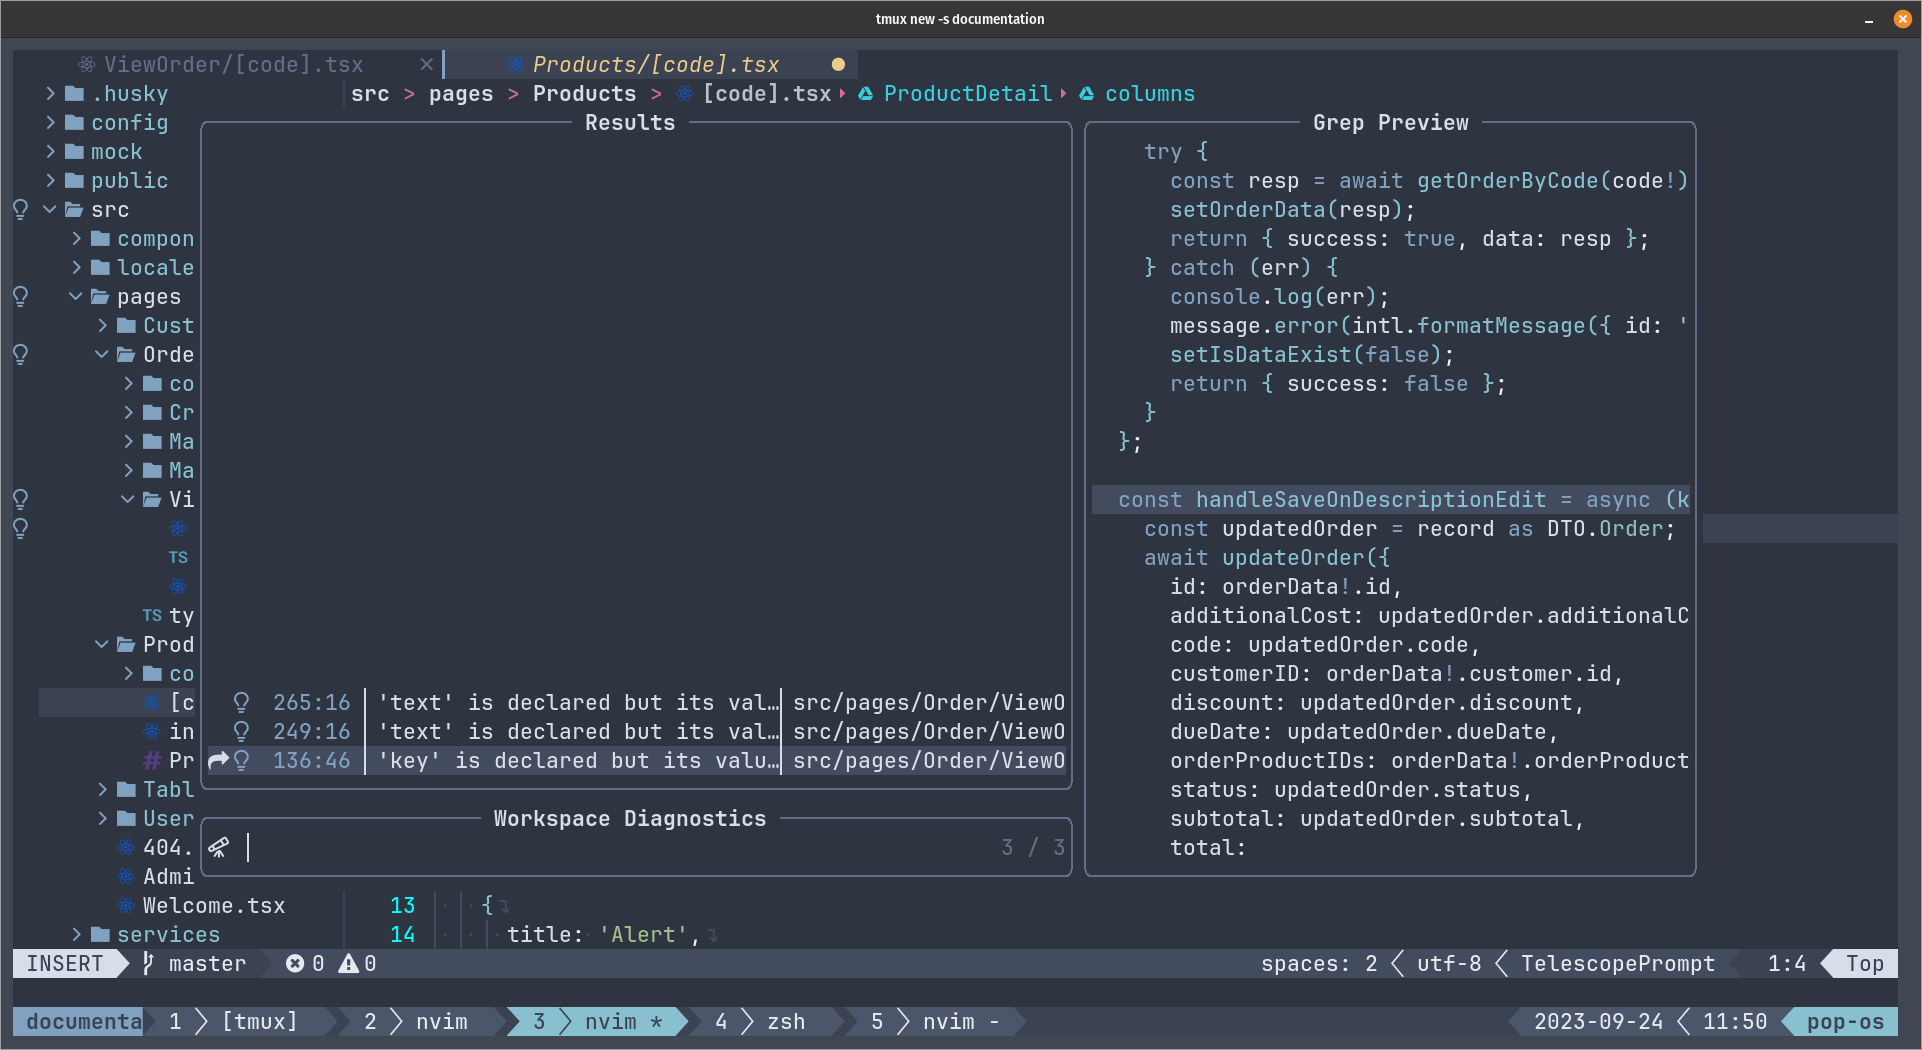 tmux new -s documentation
ViewOrder/[code].tsx
Products/[code].tsx
src > pages > Products > [code].tsx ProductDetail columns
.husky
config
mock
public
src
compon
locale
pages
Cust
Orde
co
Cr
Ma
Ma
Vi
TS
TS ty
Prod
co
[c
in
# Pr
Tabl
User
404.
Admi
Welcome.tsx
services
Results
265:16 'text' is declared but its val… src/pages/Order/ViewO
249:16 'text' is declared but its val… src/pages/Order/ViewO
136:46 'key' is declared but its valu… src/pages/Order/ViewO
Workspace Diagnostics
3 / 3
Grep Preview
try {
const resp = await getOrderByCode(code!)
setOrderData(resp);
return { success: true, data: resp };
} catch (err) {
console.log(err);
message.error(intl.formatMessage({ id: '
setIsDataExist(false);
return { success: false };
}
};
const handleSaveOnDescriptionEdit = async (k
const updatedOrder = record as DTO.Order;
await updateOrder({
id: orderData!.id,
additionalCost: updatedOrder.additionalC
code: updatedOrder.code,
customerID: orderData!.customer.id,
discount: updatedOrder.discount,
dueDate: updatedOrder.dueDate,
orderProductIDs: orderData!.orderProduct
status: updatedOrder.status,
subtotal: updatedOrder.subtotal,
total:
13 {
14 title: 'Alert',
INSERT master 0 0 spaces: 2 utf-8 TelescopePrompt 1:4 Top
documenta 1 [tmux] 2 nvim 3 nvim * 4 zsh 5 nvim - 2023-09-24 11:50 pop-os